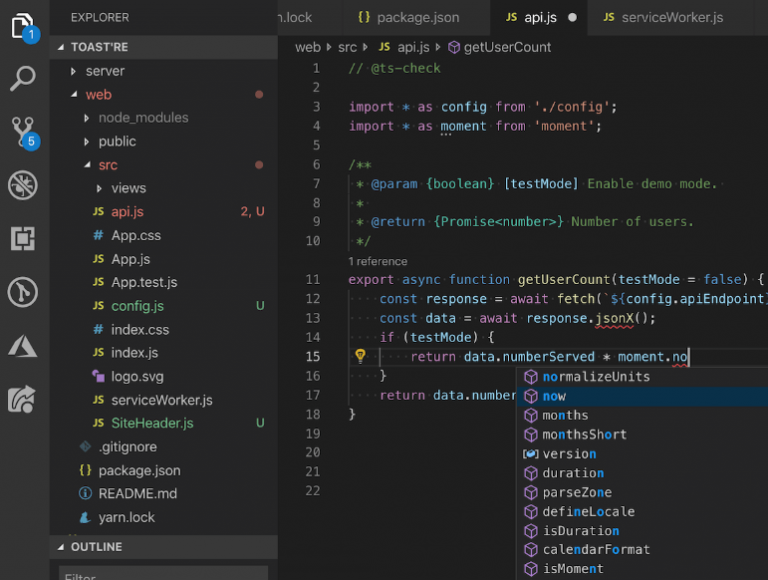 EXPLORER
TOAST'RE
server
web
node_modules
public
src
views
JS api.js 2, U
# App.css
JS App.js
JS App.test.js
JS config.js U
# index.css
JS index.js
logo.svg
JS serviceWorker.js
JS SiteHeader.js U
.gitignore
{} package.json
README.md
yarn.lock
OUTLINE
Filter
1
5
n.lock {} package.json JS api.js JS serviceWorker.js
web src JS api.js getUserCount
1 // @ts-check
2
3 import * as config from './config';
4 import * as moment from 'moment';
5
6 /**
7 * @param {boolean} [testMode] Enable demo mode.
8 *
9 * @return {Promise<number>} Number of users.
10 */
1 reference
11 export async function getUserCount(testMode = false) {
12 const response = await fetch(`${config.apiEndpoint}
13 const data = await response.jsonX();
14 if (testMode) {
15 return data.numberServed * moment.no
16 }
17 return data.number
18 }
19
20
21
22
normalizeUnits
now
months
monthsShort
version
duration
parseZone
defineLocale
isDuration
calendarFormat
isMoment